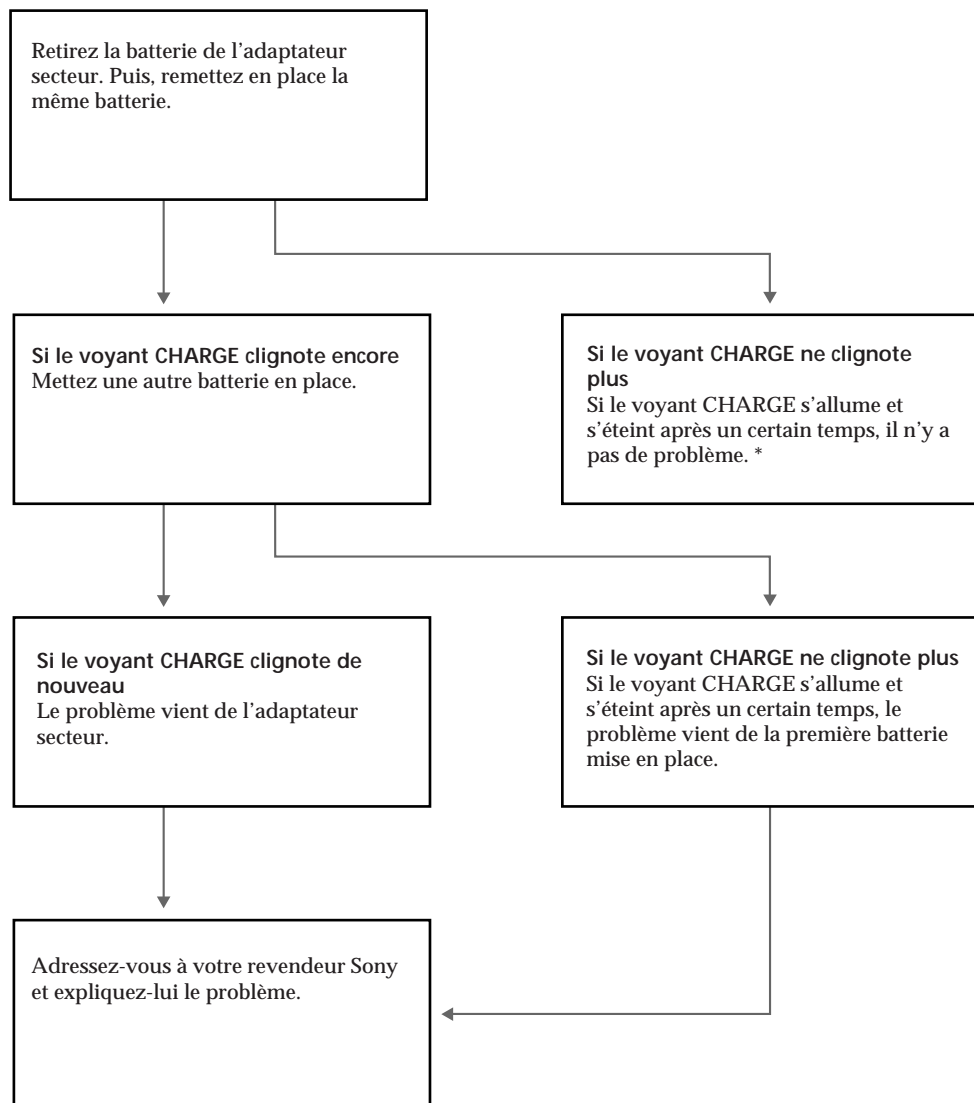 Retirez la batterie de l’adaptateur
secteur. Puis, remettez en place la
même batterie.
Si le voyant CHARGE clignote encore
Mettez une autre batterie en place.
Si le voyant CHARGE ne clignote
plus
Si le voyant CHARGE s’allume et
s’éteint après un certain temps, il n’y a
pas de problème. *
Si le voyant CHARGE clignote de
nouveau
Le problème vient de l’adaptateur
secteur.
Si le voyant CHARGE ne clignote plus
Si le voyant CHARGE s’allume et
s’éteint après un certain temps, le
problème vient de la première batterie
mise en place.
Adressez-vous à votre revendeur Sony
et expliquez-lui le problème.